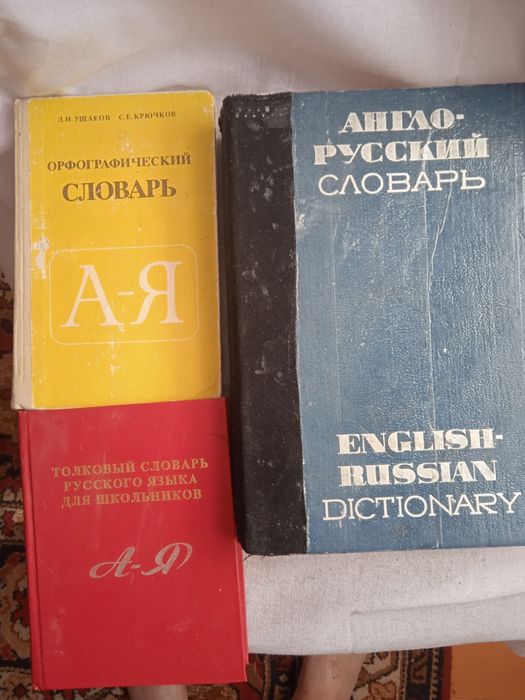 Д.Н.УШАКОВ С.Е.КРЮЧКОВ
ОРФОГРАФИЧЕСКИЙ
СЛОВАРЬ
А-Я
ТОЛКОВЫЙ СЛОВАРЬ
РУССКОГО ЯЗЫКА
ДЛЯ ШКОЛЬНИКОВ
А-Я
АНГЛО-
РУССКИЙ
СЛОВАРЬ
ENGLISH-
RUSSIAN
DICTIONARY